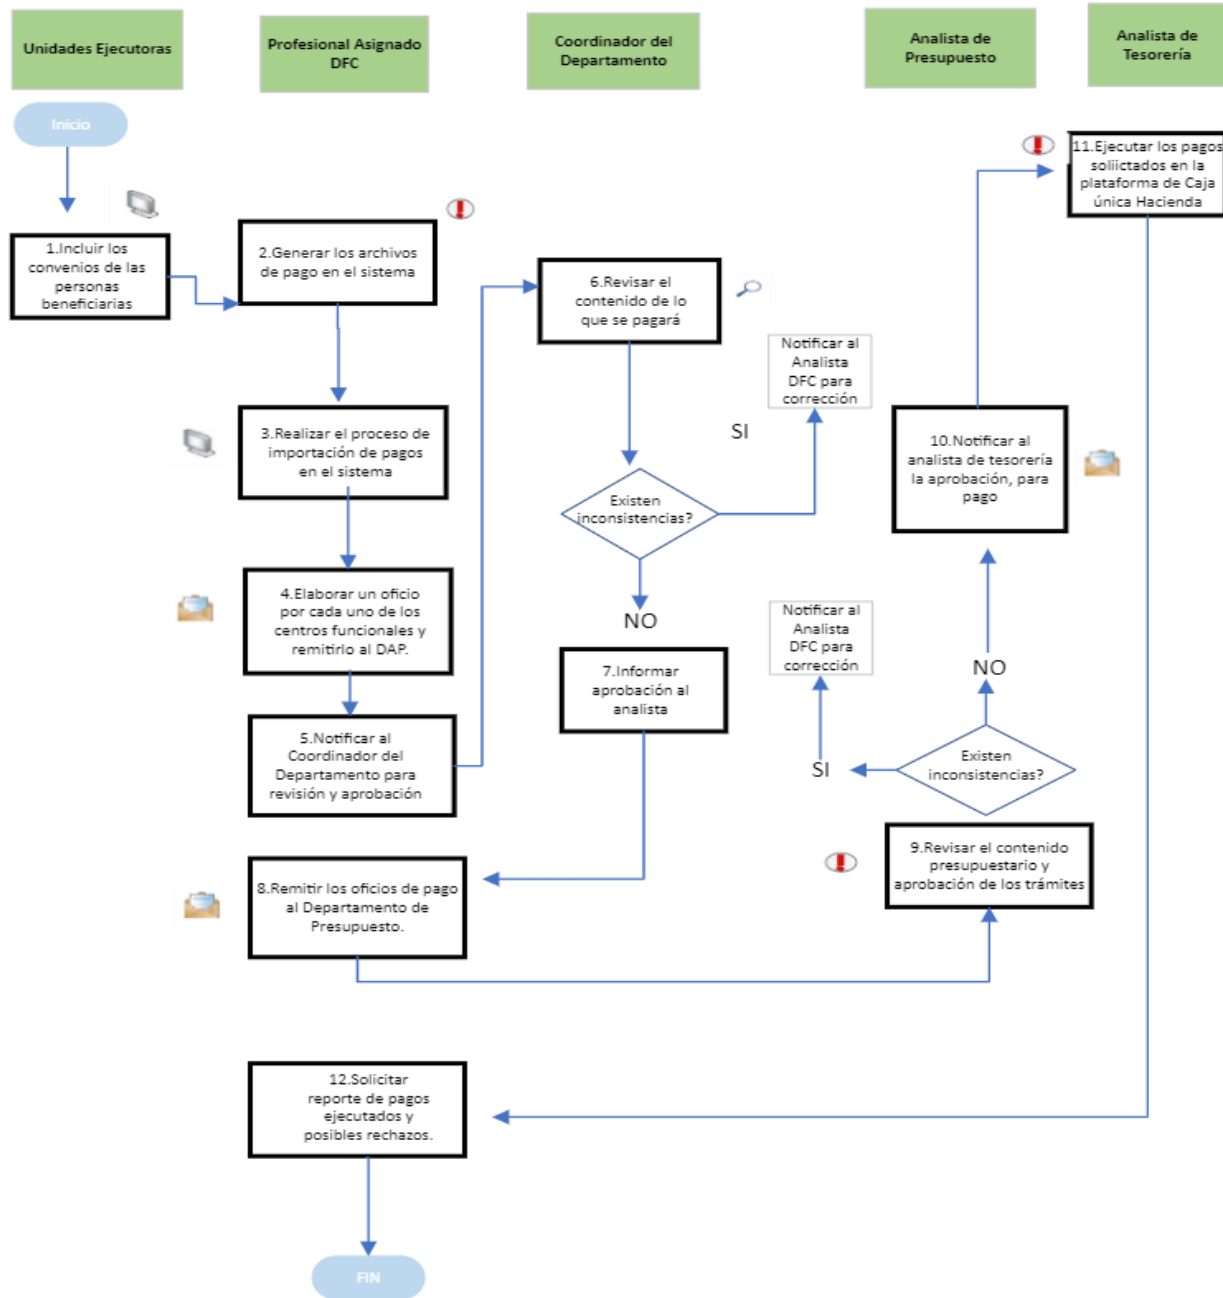 Unidades Ejecutoras
Profesional Asignado
DFC
Coordinador del
Departamento
Analista de
Presupuesto
Analista de
Tesorería
Inicio
1.Incluir los
convenios de las
personas
beneficiarias
2.Generar los archivos
de pago en el sistema
3.Realizar el proceso de
importación de pagos
en el sistema
4.Elaborar un oficio
por cada uno de los
centros funcionales y
remitirlo al DAP.
5.Notificar al
Coordinador del
Departamento para
revisión y aprobación
6.Revisar el
contenido de lo
que se pagará
Existen
inconsistencias?
SI
Notificar al
Analista
DFC para
corrección
NO
7.Informar
aprobación al
analista
8.Remitir los oficios de pago
al Departamento de
Presupuesto.
9.Revisar el contenido
presupuestario y
aprobación de los trámites
Existen
inconsistencias?
SI
Notificar al
Analista
DFC para
corrección
NO
10.Notificar al
analista de tesorería
la aprobación, para
pago
11.Ejecutar los pagos
soliictados en la
plataforma de Caja
única Hacienda
12.Solicitar
reporte de pagos
ejecutados y
posibles rechazos.
FIN